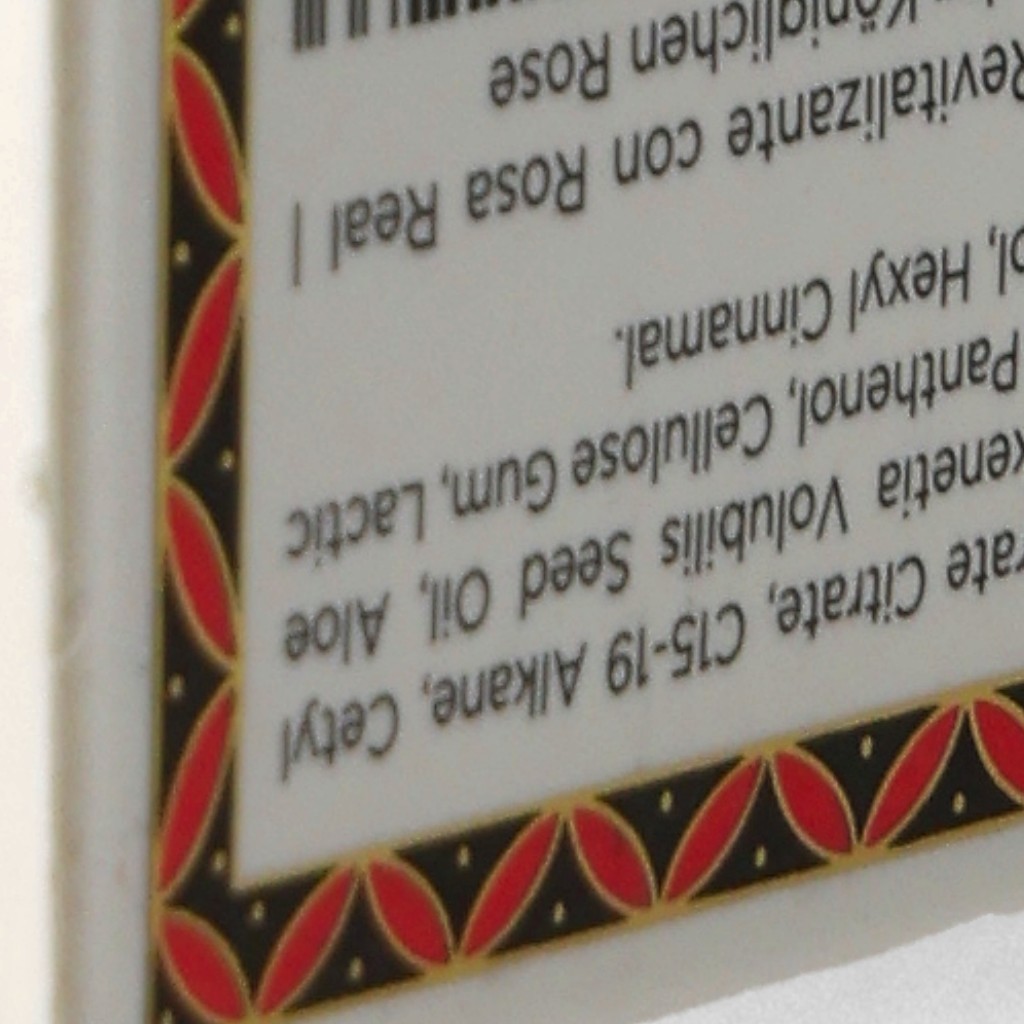 rate Citrate, C15-19 Alkane, Cetyl
xenetia Volubilis Seed Oil, Aloe
Panthenol, Cellulose Gum, Lactic
ol, Hexyl Cinnamal.
Revitalizante con Rosa Real |
Königlichen Rose